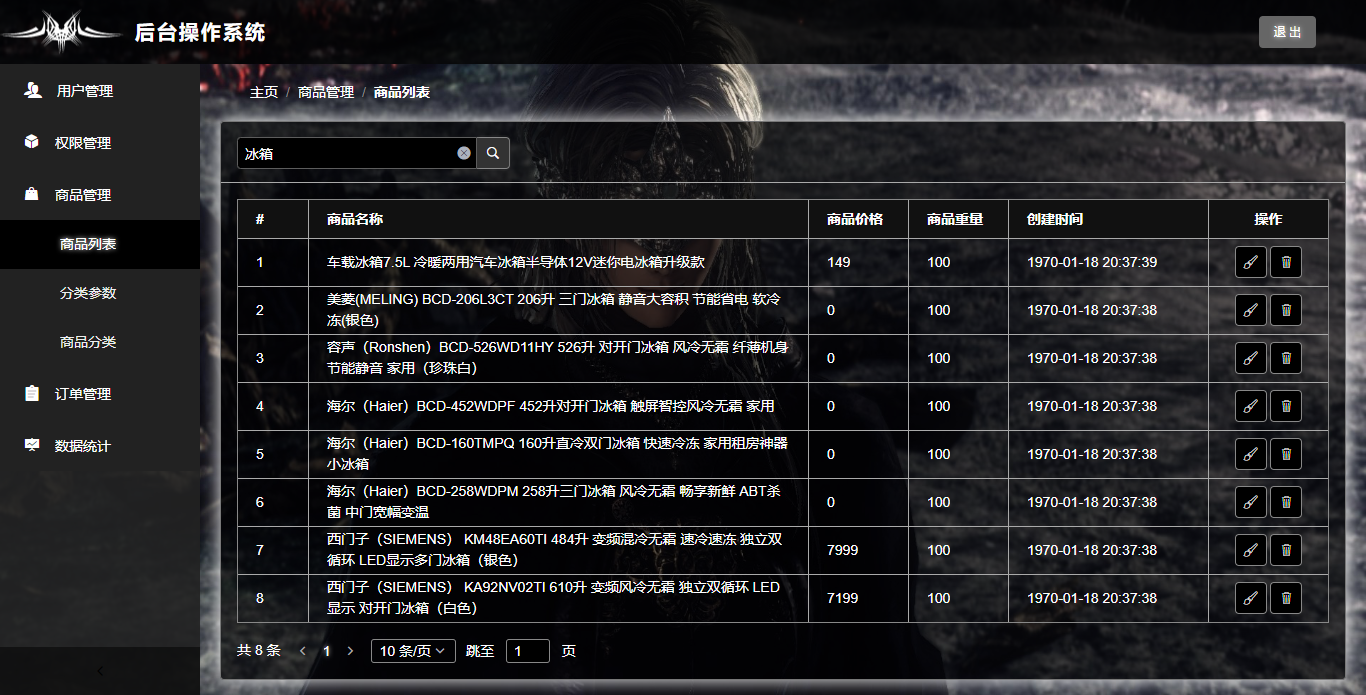 后台操作系统
退出
用户管理
权限管理
商品管理
商品列表
分类参数
商品分类
订单管理
数据统计
主页 / 商品管理 / 商品列表
冰箱
# 商品名称 商品价格 商品重量 创建时间 操作
1 车载冰箱7.5L 冷暖两用汽车冰箱半导体12V迷你电冰箱升级款 149 100 1970-01-18 20:37:39
2 美菱(MELING) BCD-206L3CT 206升 三门冰箱 静音大容积 节能省电 软冷
冻(银色) 0 100 1970-01-18 20:37:38
3 容声（Ronshen）BCD-526WD11HY 526升 对开门冰箱 风冷无霜 纤薄机身
节能静音 家用（珍珠白） 0 100 1970-01-18 20:37:38
4 海尔（Haier）BCD-452WDPF 452升对开门冰箱 触屏智控风冷无霜 家用 0 100 1970-01-18 20:37:38
5 海尔（Haier）BCD-160TMPQ 160升直冷双门冰箱 快速冷冻 家用租房神器
小冰箱 0 100 1970-01-18 20:37:38
6 海尔（Haier）BCD-258WDPM 258升三门冰箱 风冷无霜 畅享新鲜 ABT杀
菌 中门宽幅变温 0 100 1970-01-18 20:37:38
7 西门子（SIEMENS） KM48EA60TI 484升 变频混冷无霜 速冷速冻 独立双
循环 LED显示多门冰箱（银色） 7999 100 1970-01-18 20:37:38
8 西门子（SIEMENS） KA92NV02TI 610升 变频风冷无霜 独立双循环 LED
显示 对开门冰箱（白色） 7199 100 1970-01-18 20:37:38
共 8 条 1 10 条/页 跳至 1 页